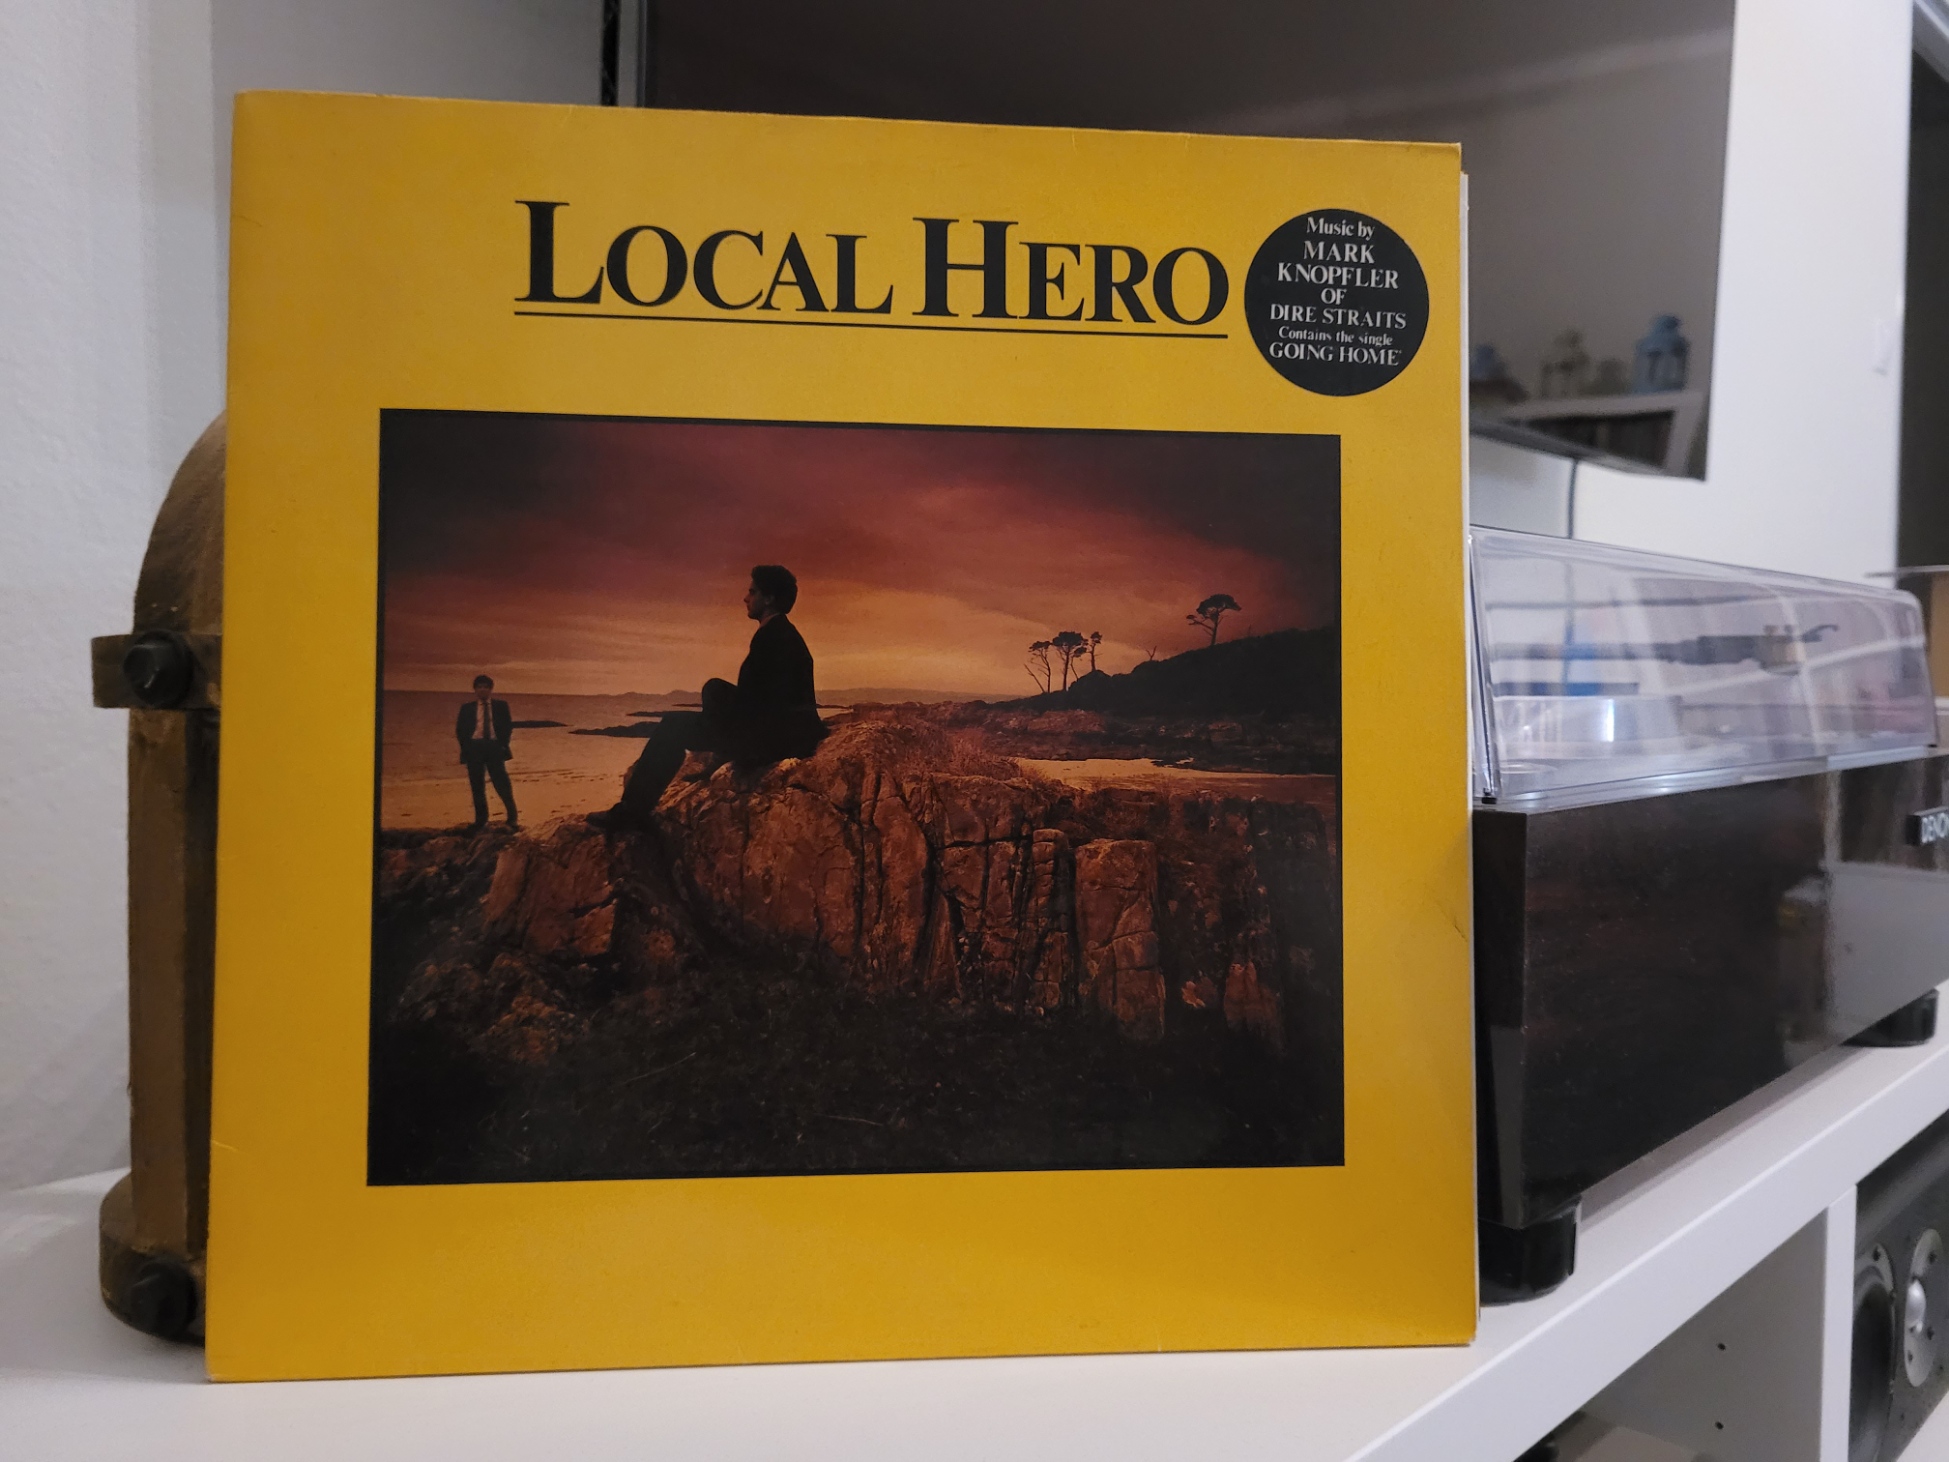 LOCAL HERO
Music by
MARK
KNOPFLER
OF
DIRE STRAITS
Contains the single
GOING HOME'